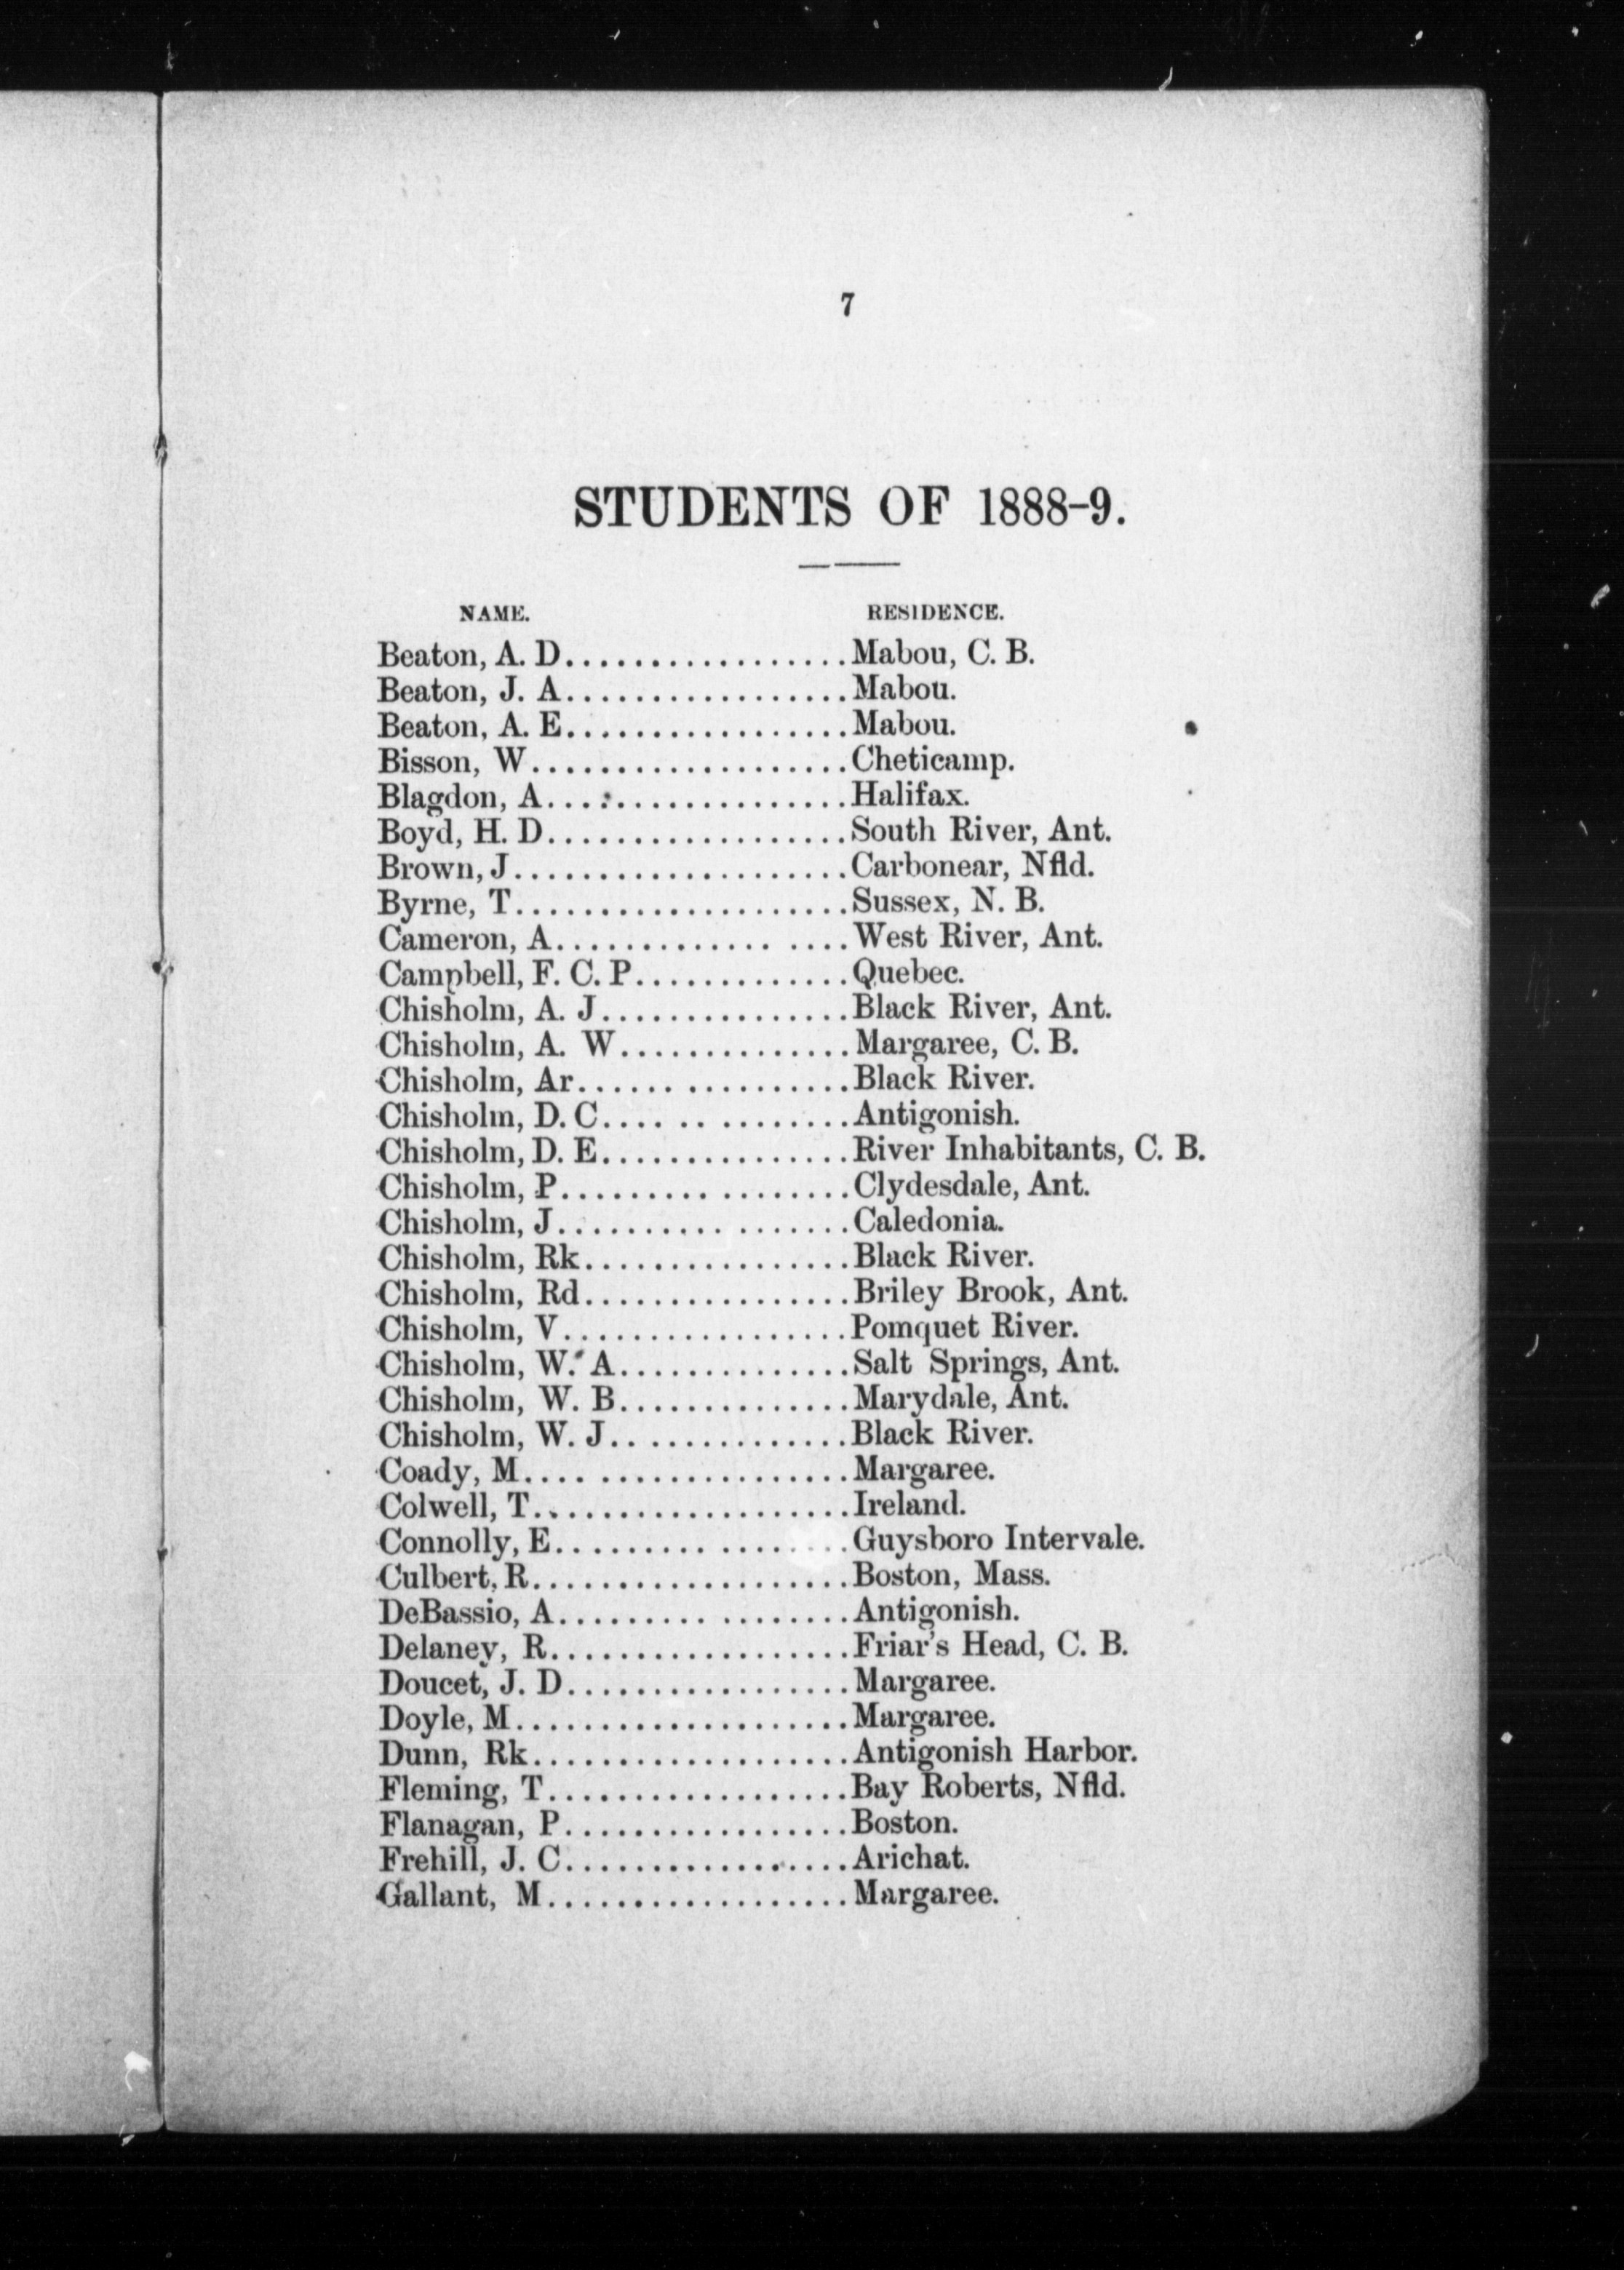 7
STUDENTS OF 1888-9.
NAME. RESIDENCE.
Beaton, A. D.................Mabou, C. B.
Beaton, J. A.................Mabou.
Beaton, A. E.................Mabou.
Bisson, W...................Cheticamp.
Blagdon, A..................Halifax.
Boyd, H. D..................South River, Ant.
Brown, J....................Carbonear, Nfld.
Byrne, T....................Sussex, N. B.
Cameron, A.................West River, Ant.
Campbell, F. C. P.............Quebec.
Chisholm, A. J...............Black River, Ant.
Chisholm, A. W..............Margaree, C. B.
Chisholm, Ar................Black River.
Chisholm, D. C..............Antigonish.
Chisholm, D. E...............River Inhabitants, C. B.
Chisholm, P.................Clydesdale, Ant.
Chisholm, J.................Caledonia.
Chisholm, Rk................Black River.
Chisholm, Rd................Briley Brook, Ant.
Chisholm, V.................Pomquet River.
Chisholm, W. A..............Salt Springs, Ant.
Chisholm, W. B..............Marydale, Ant.
Chisholm, W. J..............Black River.
Coady, M...................Margaree.
Colwell, T...................Ireland.
Connolly, E.................Guysboro Intervale.
Culbert, R...................Boston, Mass.
DeBassio, A.................Antigonish.
Delaney, R..................Friar's Head, C. B.
Doucet, J. D.................Margaree.
Doyle, M....................Margaree.
Dunn, Rk...................Antigonish Harbor.
Fleming, T..................Bay Roberts, Nfld.
Flanagan, P.................Boston.
Frehill, J. C.................Arichat.
Gallant, M..................Margaree.